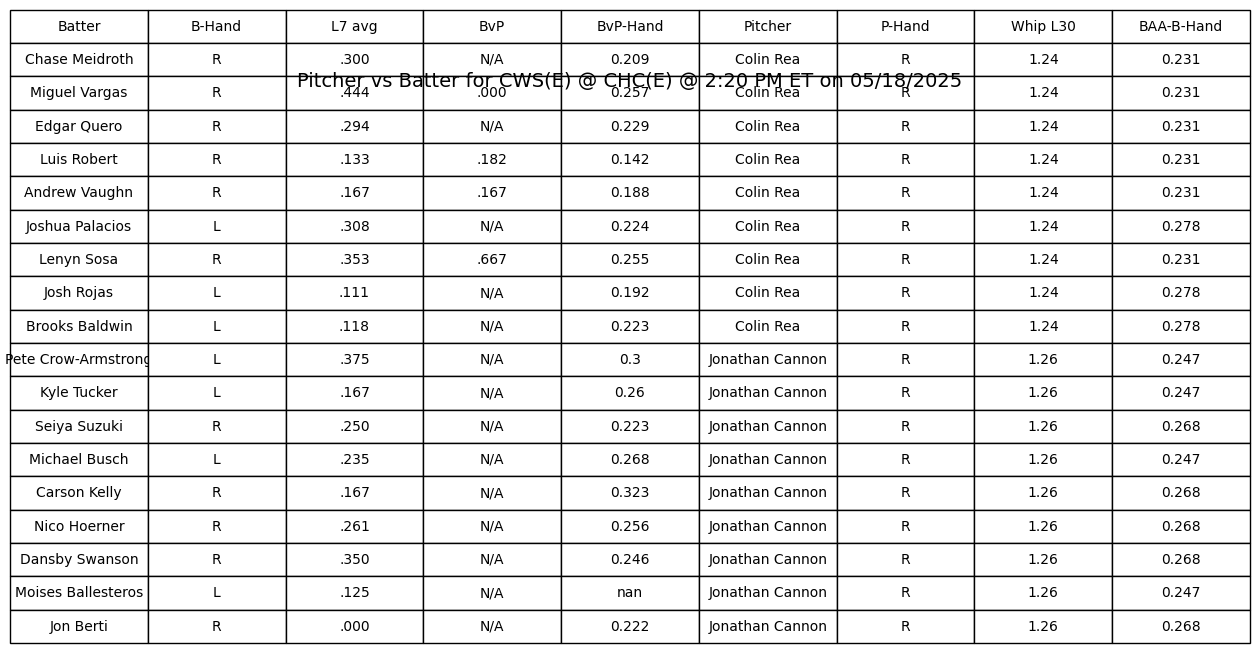 Batter B-Hand L7 avg BvP BvP-Hand Pitcher P-Hand Whip L30 BAA-B-Hand
Chase Meidroth R .300 N/A 0.209 Colin Rea R 1.24 0.231
Pitcher vs Batter for CWS(E) @ CHC(E) @ 2:20 PM ET on 05/18/2025
Miguel Vargas R .444 .000 0.257 Colin Rea R 1.24 0.231
Edgar Quero R .294 N/A 0.229 Colin Rea R 1.24 0.231
Luis Robert R .133 .182 0.142 Colin Rea R 1.24 0.231
Andrew Vaughn R .167 .167 0.188 Colin Rea R 1.24 0.231
Joshua Palacios L .308 N/A 0.224 Colin Rea R 1.24 0.278
Lenyn Sosa R .353 .667 0.255 Colin Rea R 1.24 0.231
Josh Rojas L .111 N/A 0.192 Colin Rea R 1.24 0.278
Brooks Baldwin L .118 N/A 0.223 Colin Rea R 1.24 0.278
Pete Crow-Armstrong L .375 N/A 0.3 Jonathan Cannon R 1.26 0.247
Kyle Tucker L .167 N/A 0.26 Jonathan Cannon R 1.26 0.247
Seiya Suzuki R .250 N/A 0.223 Jonathan Cannon R 1.26 0.268
Michael Busch L .235 N/A 0.268 Jonathan Cannon R 1.26 0.247
Carson Kelly R .167 N/A 0.323 Jonathan Cannon R 1.26 0.268
Nico Hoerner R .261 N/A 0.256 Jonathan Cannon R 1.26 0.268
Dansby Swanson R .350 N/A 0.246 Jonathan Cannon R 1.26 0.268
Moises Ballesteros L .125 N/A nan Jonathan Cannon R 1.26 0.247
Jon Berti R .000 N/A 0.222 Jonathan Cannon R 1.26 0.268